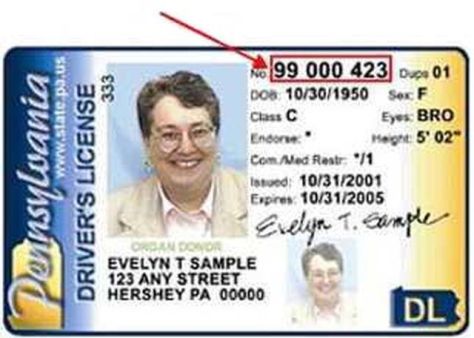 Pennsylvania
www.state.pa.us
DRIVER'S LICENSE
333
No. 99 000 423 Dups 01
DOB: 10/30/1950 Sex: F
Class C Eyes: BRO
Endorse: * Height: 5' 02"
Com./Med Restr: */1
Issued: 10/31/2001
Expires: 10/31/2005
Evelyn T. Sample
ORGAN DONOR
EVELYN T SAMPLE
123 ANY STREET
HERSHEY PA 00000
DL